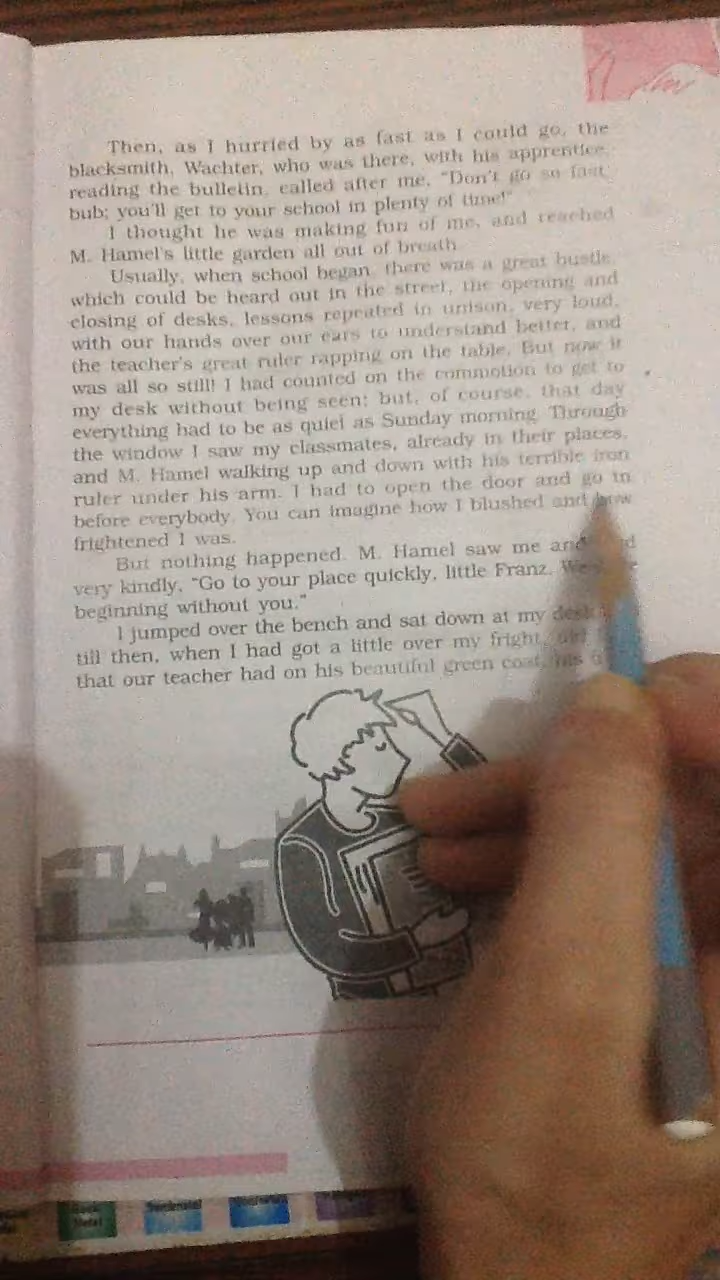 Then, as I hurried by as fast as I could go, the
blacksmith, Wachter, who was there, with his apprentice,
reading the bulletin, called after me, “Don't go so fast,
bub; you'll get to your school in plenty of time!”
I thought he was making fun of me, and reached
M. Hamel's little garden all out of breath.
Usually, when school began, there was a great bustle,
which could be heard out in the street, the opening and
closing of desks, lessons repeated in unison, very loud,
with our hands over our ears to understand better, and
the teacher's great ruler rapping on the table. But now it
was all so still! I had counted on the commotion to get to
my desk without being seen; but, of course, that day
everything had to be as quiet as Sunday morning. Through
the window I saw my classmates, already in their places,
and M. Hamel walking up and down with his terrible iron
ruler under his arm. I had to open the door and go in
before everybody. You can imagine how I blushed and how
frightened I was.
But nothing happened. M. Hamel saw me and
very kindly, “Go to your place quickly, little Franz. We
beginning without you.”
I jumped over the bench and sat down at my desk.
till then, when I had got a little over my fright, did
that our teacher had on his beautiful green coat, his